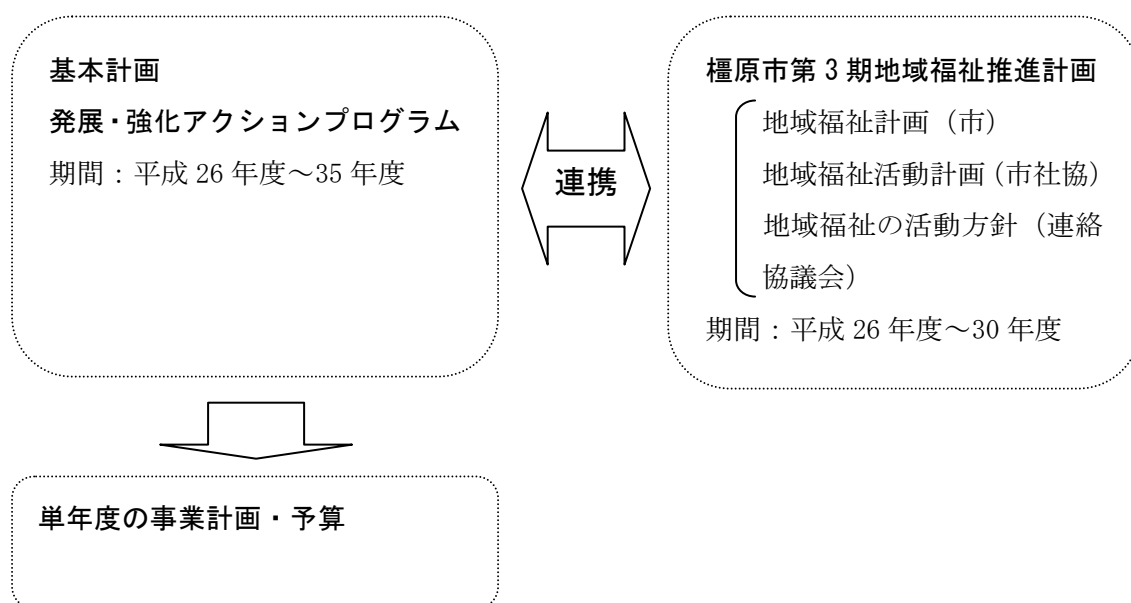 基本計画
発展・強化アクションプログラム
期間：平成 26 年度～35 年度
連携
橿原市第 3 期地域福祉推進計画
地域福祉計画（市）
地域福祉活動計画（市社協）
地域福祉の活動方針（連絡
協議会）
期間：平成 26 年度～30 年度
単年度の事業計画・予算